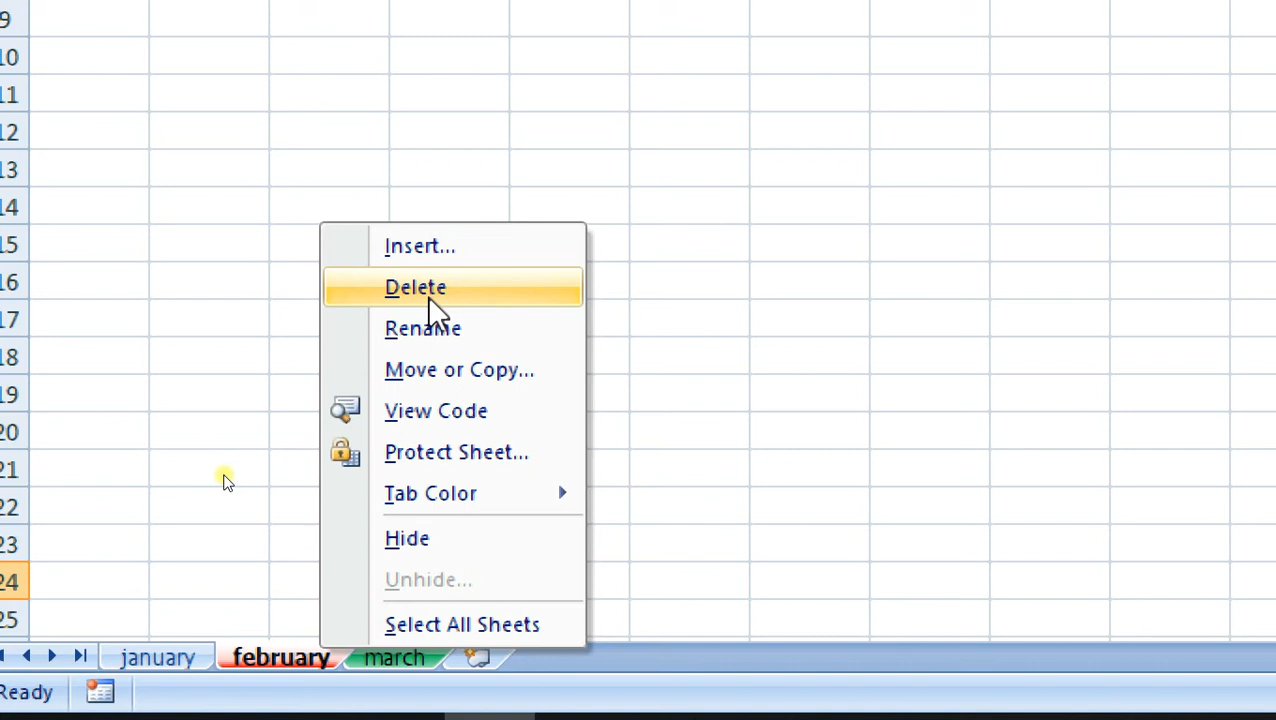 9
10
11
12
13
14
15
16
17
18
19
20
21
22
23
24
25
Insert...
Delete
Rename
Move or Copy...
View Code
Protect Sheet...
Tab Color
Hide
Unhide...
Select All Sheets
january february march
Ready